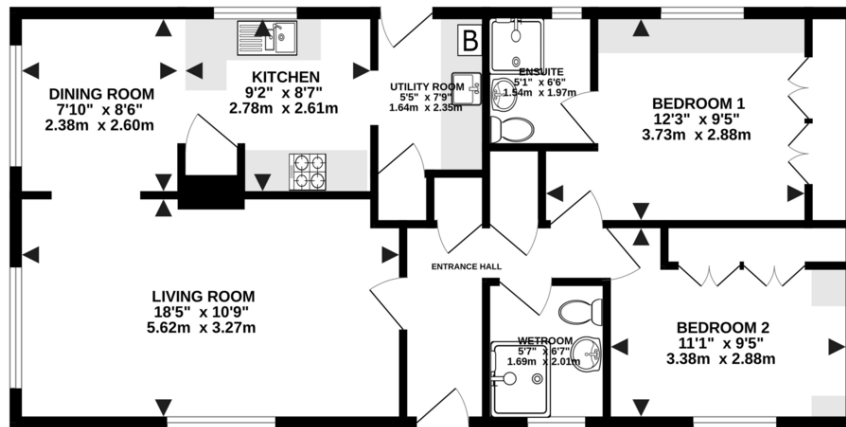 DINING ROOM
7'10" x 8'6"
2.38m x 2.60m
KITCHEN
9'2" x 8'7"
2.78m x 2.61m
UTILITY ROOM
5'5" x 7'9"
1.64m x 2.35m
B
ENSUITE
5'1" x 6'6"
1.54m x 1.97m
BEDROOM 1
12'3" x 9'5"
3.73m x 2.88m
ENTRANCE HALL
LIVING ROOM
18'5" x 10'9"
5.62m x 3.27m
WETROOM
5'7" x 6'7"
1.69m x 2.01m
BEDROOM 2
11'1" x 9'5"
3.38m x 2.88m